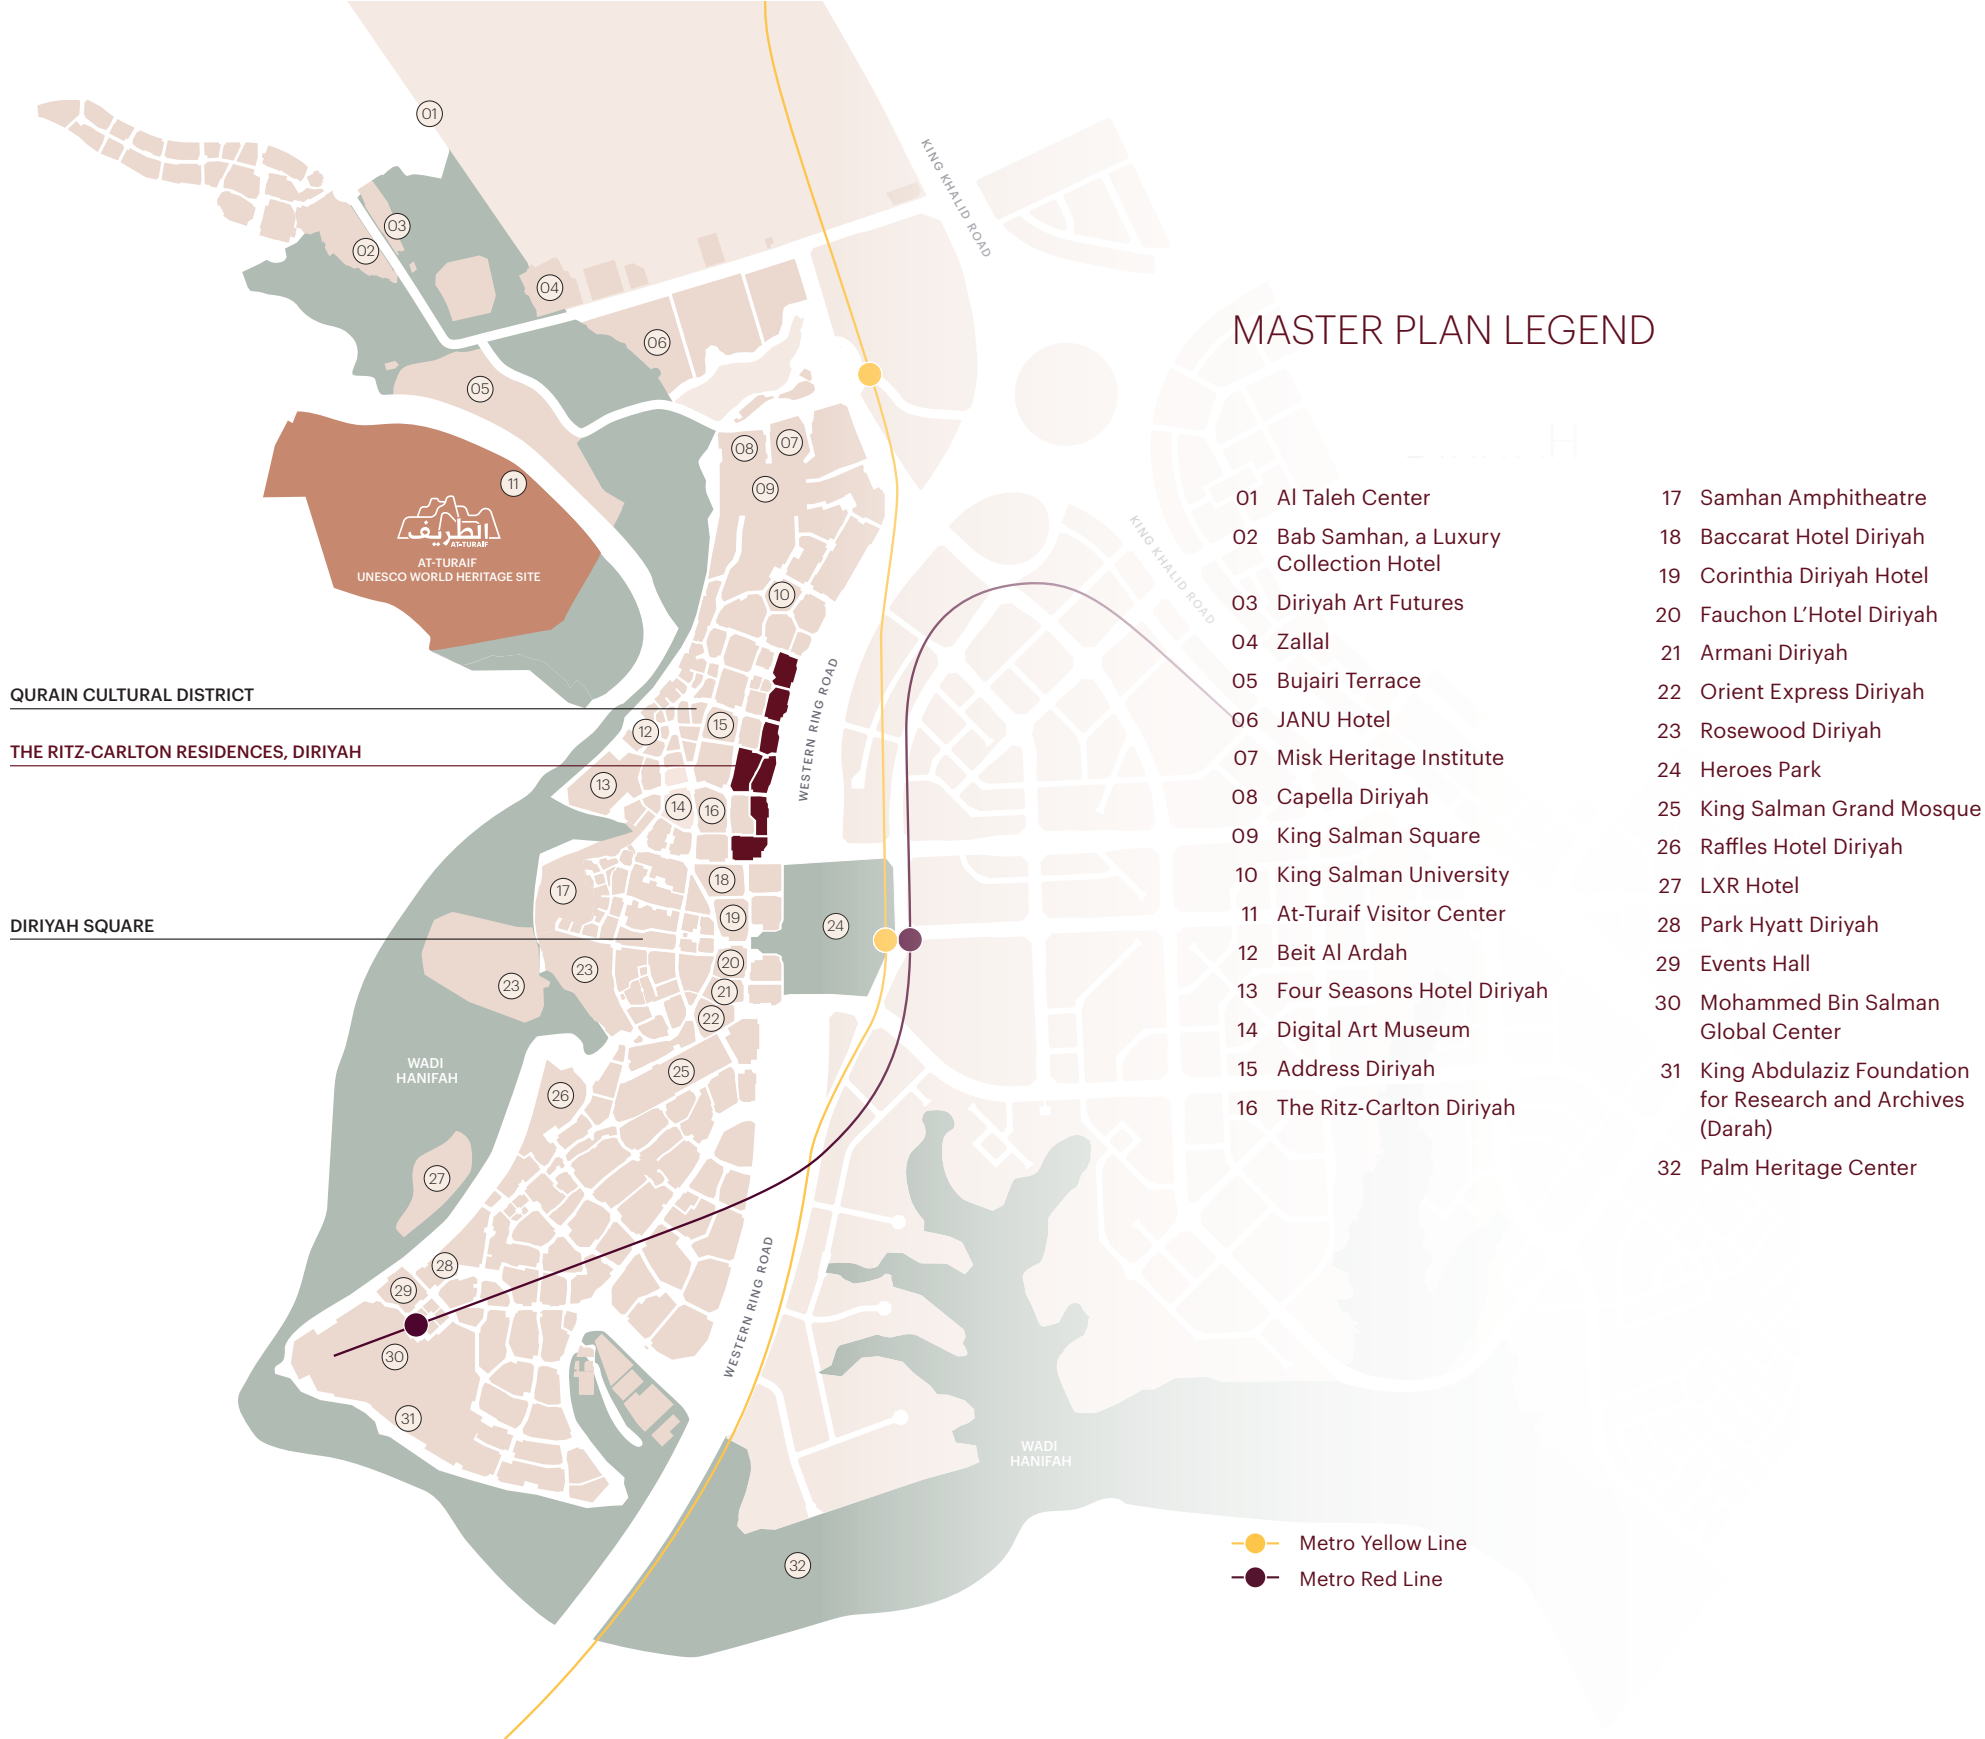 01
KING KHALID ROAD
03
02
04
MASTER PLAN LEGEND
06
05
08
07
09
11
الطريف
AT-TURAIF
AT-TURAIF
UNESCO WORLD HERITAGE SITE
KING KHALID ROAD
10
QURAIN CULTURAL DISTRICT
WESTERN RING ROAD
15
12
THE RITZ-CARLTON RESIDENCES, DIRIYAH
13
14
16
18
17
19
24
DIRIYAH SQUARE
20
23
23
21
22
WADI
HANIFAH
25
26
27
28
29
WESTERN RING ROAD
30
31
WADI
HANIFAH
32
01 Al Taleh Center
02 Bab Samhan, a Luxury
Collection Hotel
03 Diriyah Art Futures
04 Zallal
05 Bujairi Terrace
06 JANU Hotel
07 Misk Heritage Institute
08 Capella Diriyah
09 King Salman Square
10 King Salman University
11 At-Turaif Visitor Center
12 Beit Al Ardah
13 Four Seasons Hotel Diriyah
14 Digital Art Museum
15 Address Diriyah
16 The Ritz-Carlton Diriyah
17 Samhan Amphitheatre
18 Baccarat Hotel Diriyah
19 Corinthia Diriyah Hotel
20 Fauchon L’Hotel Diriyah
21 Armani Diriyah
22 Orient Express Diriyah
23 Rosewood Diriyah
24 Heroes Park
25 King Salman Grand Mosque
26 Raffles Hotel Diriyah
27 LXR Hotel
28 Park Hyatt Diriyah
29 Events Hall
30 Mohammed Bin Salman
Global Center
31 King Abdulaziz Foundation
for Research and Archives
(Darah)
32 Palm Heritage Center
Metro Yellow Line
Metro Red Line